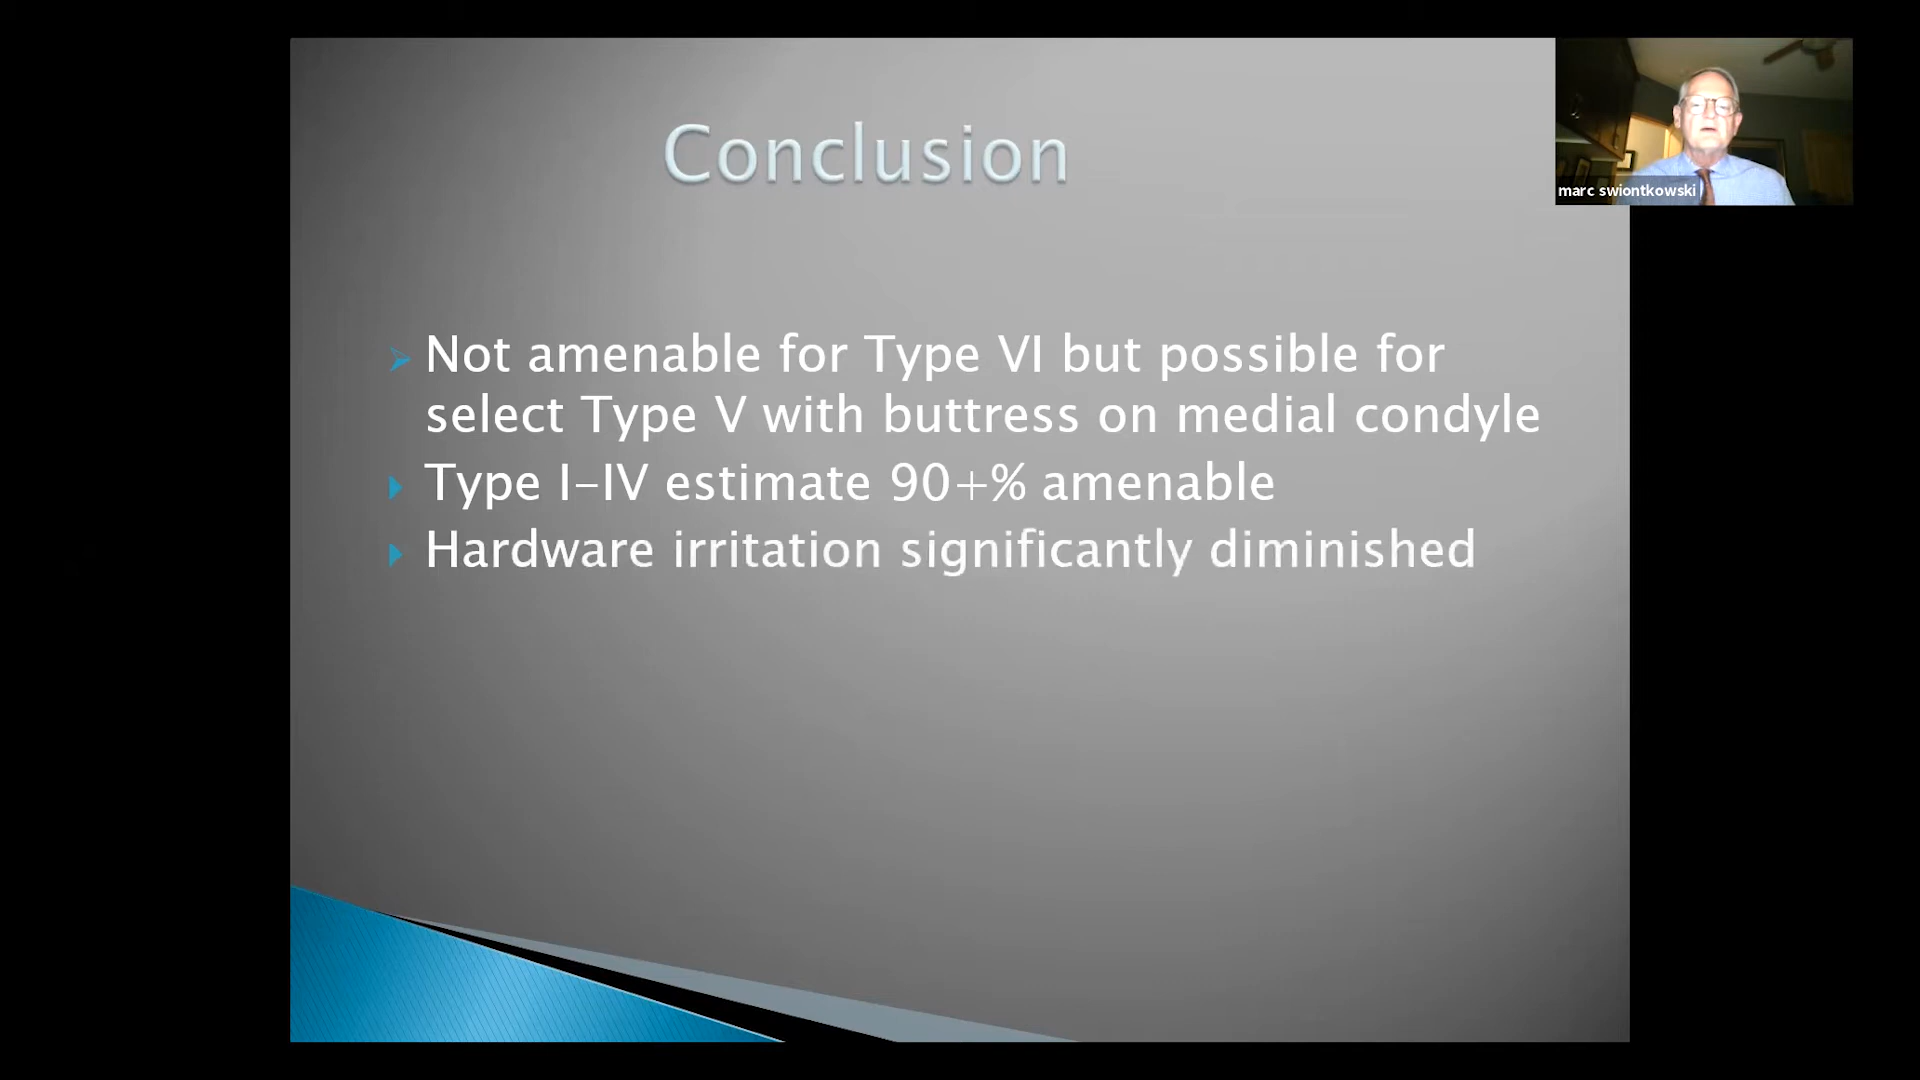 Conclusion
marc swiontkowski
Not amenable for Type VI but possible for
select Type V with buttress on medial condyle
Type I-IV estimate 90+% amenable
Hardware irritation significantly diminished